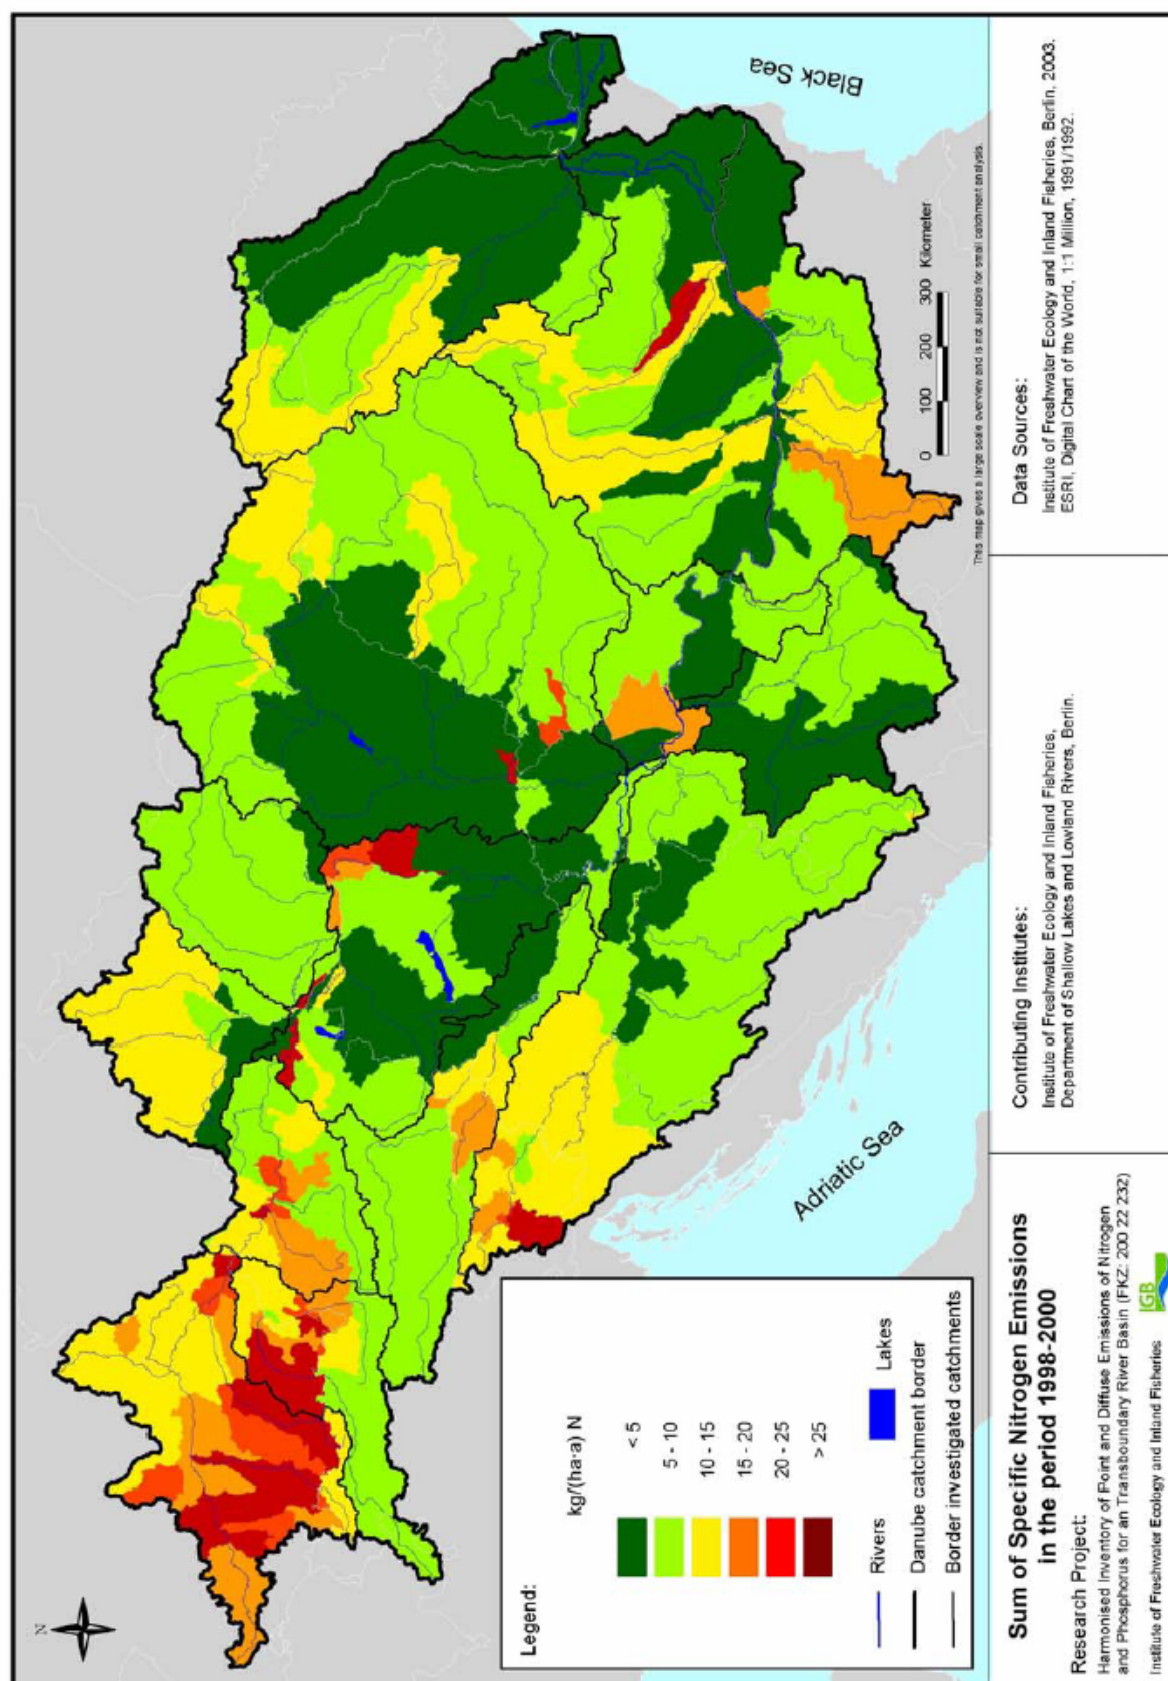 N
Black Sea
Adriatic Sea
0 100 200 300 Kilometer
This map gives a large scale overview and is not suitable for small catchment analysis.
Legend:
kg/(ha·a) N
< 5
5 - 10
10 - 15
15 - 20
20 - 25
> 25
Rivers
Lakes
Danube catchment border
Border investigated catchments
Sum of Specific Nitrogen Emissions
in the period 1998-2000
Research Project:
Harmonised Inventory of Point and Diffuse Emissions of Nitrogen
and Phosphorus for an Transboundary River Basin (FKZ: 200 22 232)
Institute of Freshwater Ecology and Inland Fisheries
IGB
Contributing Institutes:
Institute of Freshwater Ecology and Inland Fisheries,
Department of Shallow Lakes and Lowland Rivers, Berlin.
Data Sources:
Institute of Freshwater Ecology and Inland Fisheries, Berlin, 2003.
ESRI, Digital Chart of the World, 1:1 Million, 1991/1992.